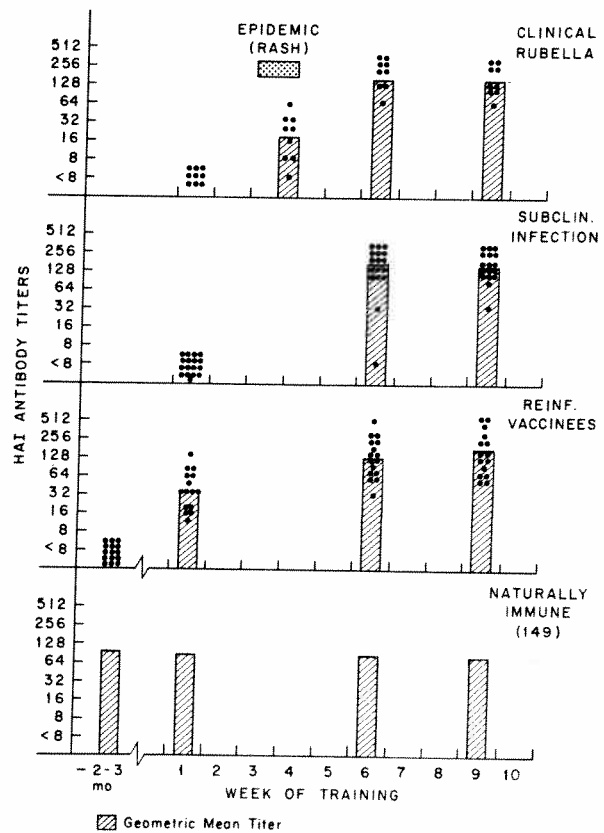 EPIDEMIC
(RASH)
CLINICAL
RUBELLA
512
256
128
64
32
16
8
<8
SUBCLIN.
INFECTION
512
256
128
64
32
16
8
<8
HAI ANTIBODY TITERS
REINF.
VACCINEES
512
256
128
64
32
16
8
<8
NATURALLY
IMMUNE
(149)
512
256
128
64
32
16
8
<8
-2-3 1 2 3 4 5 6 7 8 9 10
mo
WEEK OF TRAINING
Geometric Mean Titer